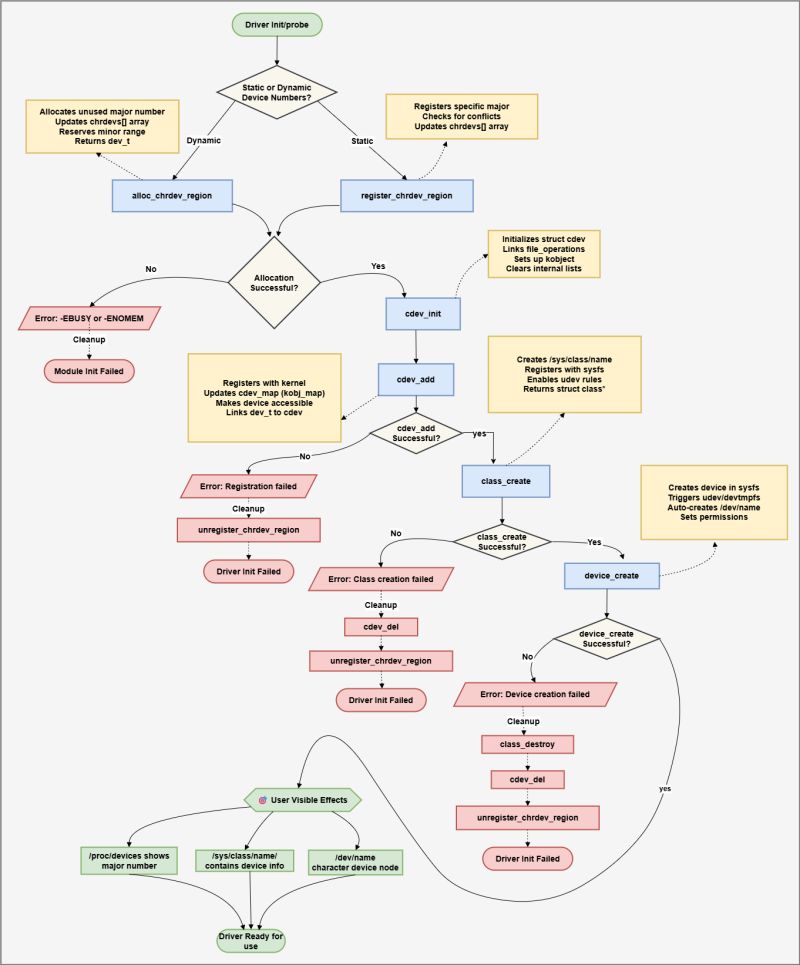 Driver Init/probe
Static or Dynamic
Device Numbers?
Allocates unused major number
Updates chrdevs[] array
Reserves minor range
Returns dev_t
Registers specific major
Checks for conflicts
Updates chrdevs[] array
Dynamic
Static
alloc_chrdev_region
register_chrdev_region
Allocation
Successful?
No
Yes
Initializes struct cdev
Links file_operations
Sets up kobject
Clears internal lists
Error: -EBUSY or -ENOMEM
Cleanup
Module Init Failed
cdev_init
cdev_add
Registers with kernel
Updates cdev_map (kobj_map)
Makes device accessible
Links dev_t to cdev
Creates /sys/class/name
Registers with sysfs
Enables udev rules
Returns struct class*
cdev_add
Successful?
yes
No
Error: Registration failed
Cleanup
unregister_chrdev_region
Driver Init Failed
class_create
Creates device in sysfs
Triggers udev/devtmpfs
Auto-creates /dev/name
Sets permissions
class_create
Successful?
No
Yes
Error: Class creation failed
Cleanup
cdev_del
unregister_chrdev_region
Driver Init Failed
device_create
device_create
Successful?
No
yes
Error: Device creation failed
Cleanup
class_destroy
cdev_del
unregister_chrdev_region
Driver Init Failed
🎯 User Visible Effects
/proc/devices shows
major number
/sys/class/name/
contains device info
/dev/name
character device node
Driver Ready for
use